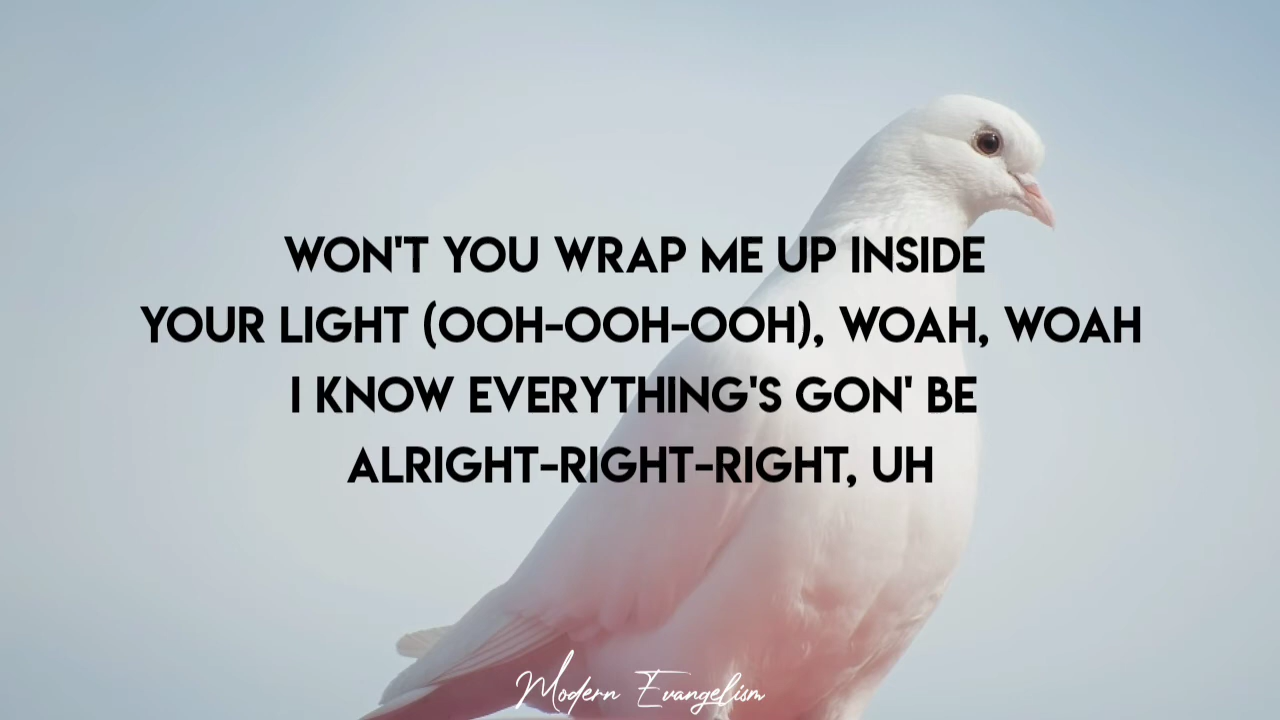 WON'T YOU WRAP ME UP INSIDE
YOUR LIGHT (OOH-OOH-OOH), WOAH, WOAH
I KNOW EVERYTHING'S GON' BE
ALRIGHT-RIGHT-RIGHT, UH
Modern Evangelism